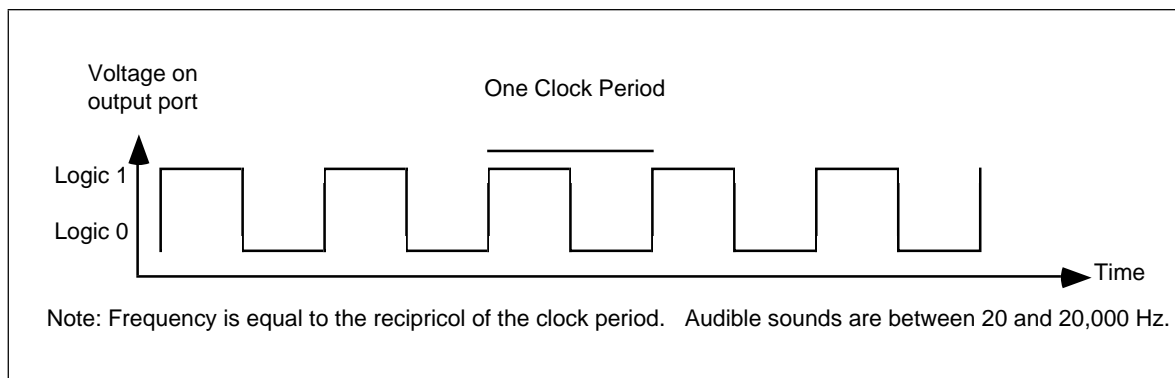 Voltage on
output port
One Clock Period
Logic 1
Logic 0
Time
Note: Frequency is equal to the recipricol of the clock period.   Audible sounds are between 20 and 20,000 Hz.